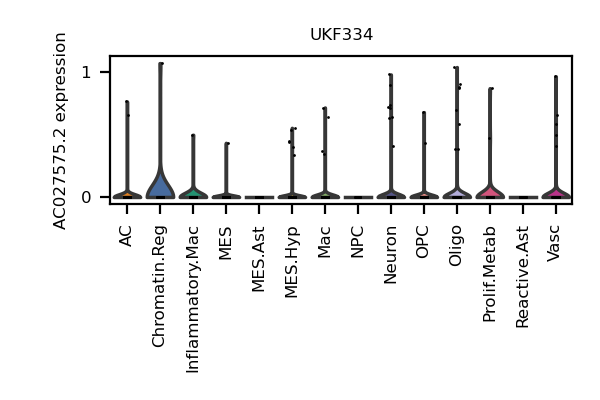 UKF334
AC027575.2 expression
1
0
AC
Chromatin.Reg
Inflammatory.Mac
MES
MES.Ast
MES.Hyp
Mac
NPC
Neuron
OPC
Oligo
Prolif.Metab
Reactive.Ast
Vasc